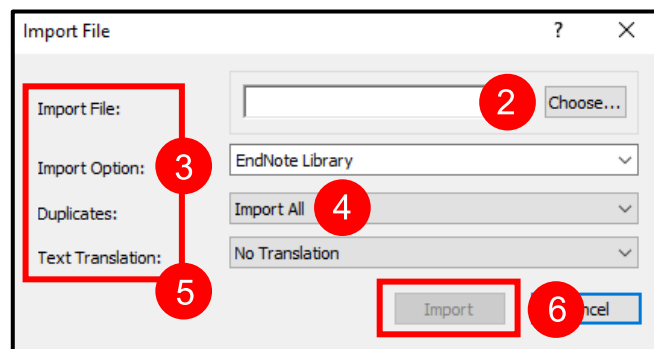 Import File ?
Import File: 2 Choose...
Import Option: 3 EndNote Library
Duplicates: Import All 4
Text Translation: No Translation
5
Import 6 ncel